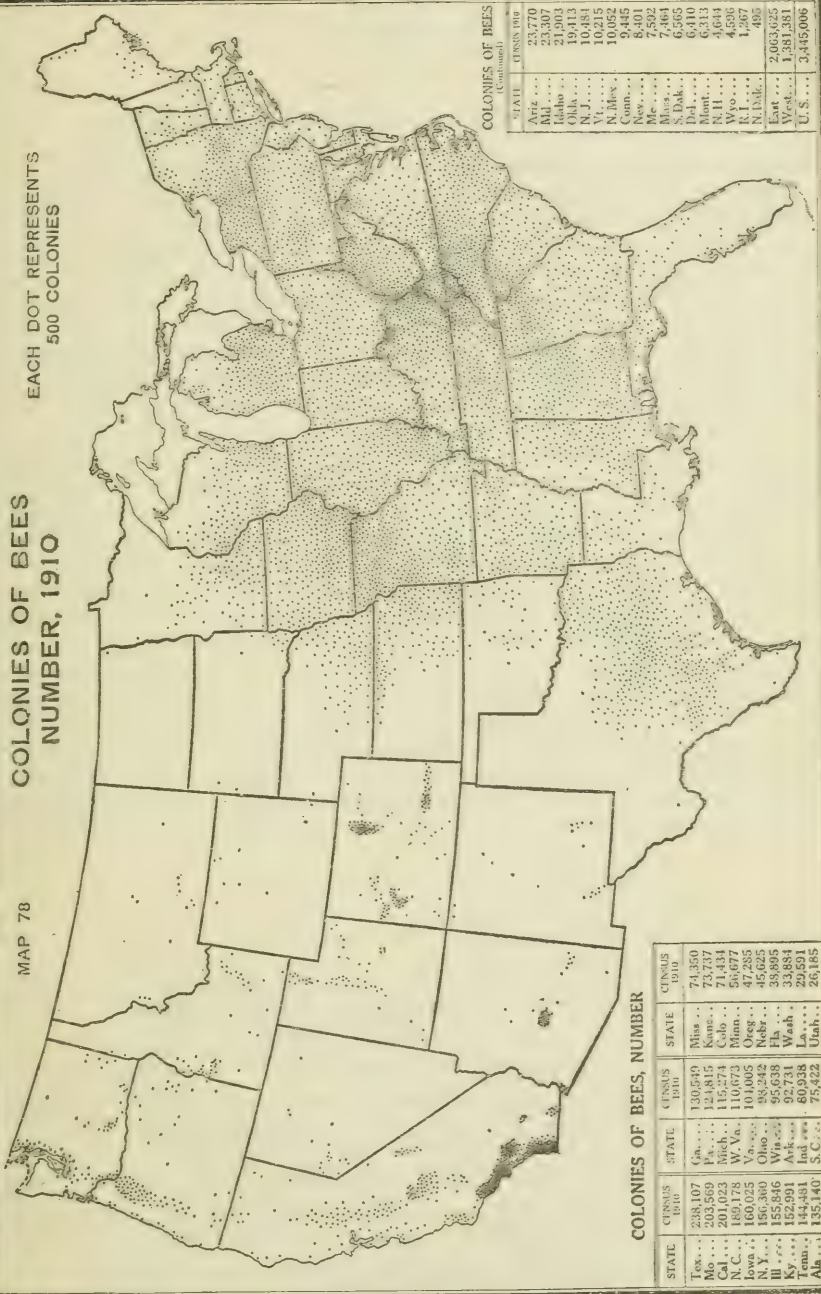 MAP 78
COLONIES OF BEES
NUMBER, 1910
EACH DOT REPRESENTS
500 COLONIES
COLONIES OF BEES, NUMBER
STATE CENSUS 1910 STATE CENSUS 1910 STATE CENSUS 1910
Tex.... 238,107 Ga..... 130,549 Miss... 74,350
Mo.... 203,569 Pa..... 124,815 Kans... 73,737
Cal.... 201,023 Mich... 115,274 Colo... 71,434
N. C... 189,178 W. Va.. 110,673 Minn... 56,677
Iowa... 160,025 Va..... 104,005 Oreg... 47,285
N. Y... 156,360 Ohio... 98,242 Nebr... 45,625
Ill.... 155,846 Wis.... 95,638 Fla.... 38,895
Ky.... 152,991 Ark.... 92,731 Wash... 33,884
Tenn... 144,481 Ind.... 80,938 La..... 29,591
Ala.... 135,140 S. C... 75,422 Utah... 26,185
COLONIES OF BEES
(Continued)
STATE CENSUS 1910
Ariz.... 23,770
Md.... 23,307
Idaho... 21,903
Okla... 19,413
N. J.... 10,484
Vt..... 10,215
N. Mex.. 10,052
Conn... 9,445
Nev.... 8,401
Me..... 7,592
Mass... 7,464
S. Dak.. 6,565
Del.... 6,410
Mont... 6,313
N. H... 4,644
Wyo... 4,596
R. I.... 1,267
N. Dak.. 495
East... 2,063,625
West... 1,381,381
U. S.... 3,445,006